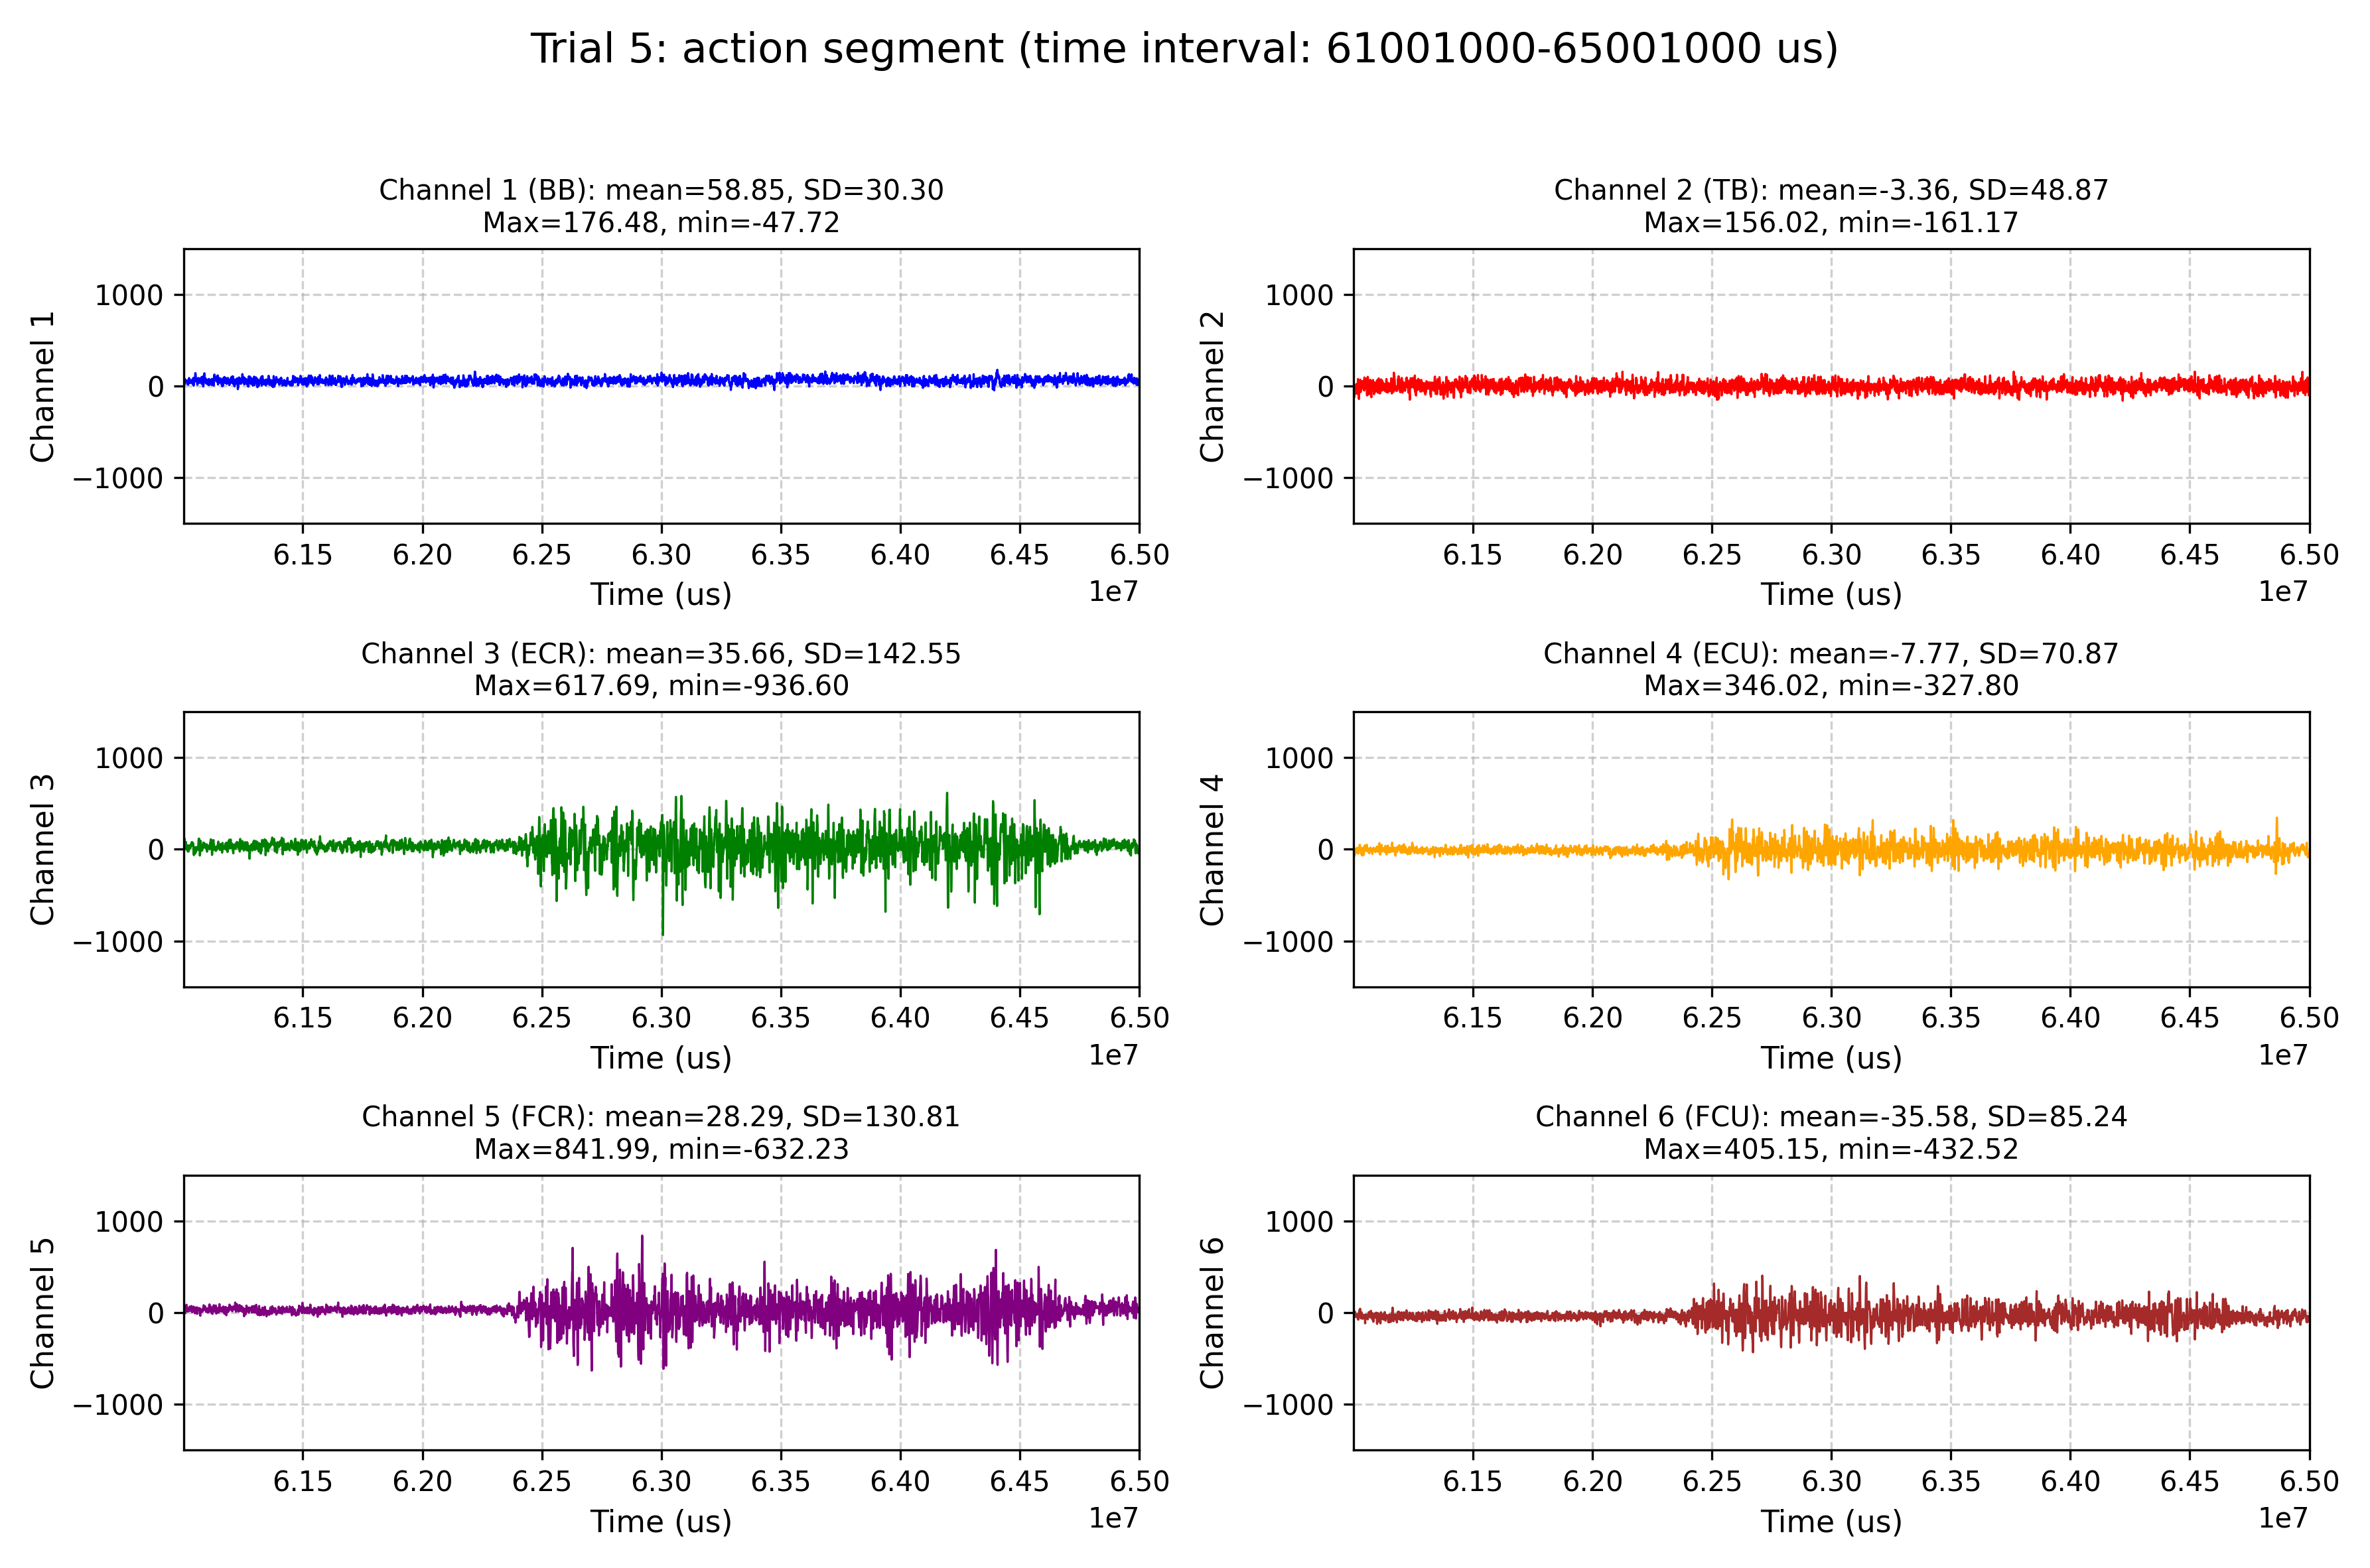 Trial 5: action segment (time interval: 61001000-65001000 us)
Channel 1 (BB): mean=58.85, SD=30.30
Max=176.48, min=-47.72
Channel 1
1000
0
−1000
6.15 6.20 6.25 6.30 6.35 6.40 6.45 6.50
Time (us)
1e7
Channel 2 (TB): mean=-3.36, SD=48.87
Max=156.02, min=-161.17
Channel 2
1000
0
−1000
6.15 6.20 6.25 6.30 6.35 6.40 6.45 6.50
Time (us)
1e7
Channel 3 (ECR): mean=35.66, SD=142.55
Max=617.69, min=-936.60
Channel 3
1000
0
−1000
6.15 6.20 6.25 6.30 6.35 6.40 6.45 6.50
Time (us)
1e7
Channel 4 (ECU): mean=-7.77, SD=70.87
Max=346.02, min=-327.80
Channel 4
1000
0
−1000
6.15 6.20 6.25 6.30 6.35 6.40 6.45 6.50
Time (us)
1e7
Channel 5 (FCR): mean=28.29, SD=130.81
Max=841.99, min=-632.23
Channel 5
1000
0
−1000
6.15 6.20 6.25 6.30 6.35 6.40 6.45 6.50
Time (us)
1e7
Channel 6 (FCU): mean=-35.58, SD=85.24
Max=405.15, min=-432.52
Channel 6
1000
0
−1000
6.15 6.20 6.25 6.30 6.35 6.40 6.45 6.50
Time (us)
1e7